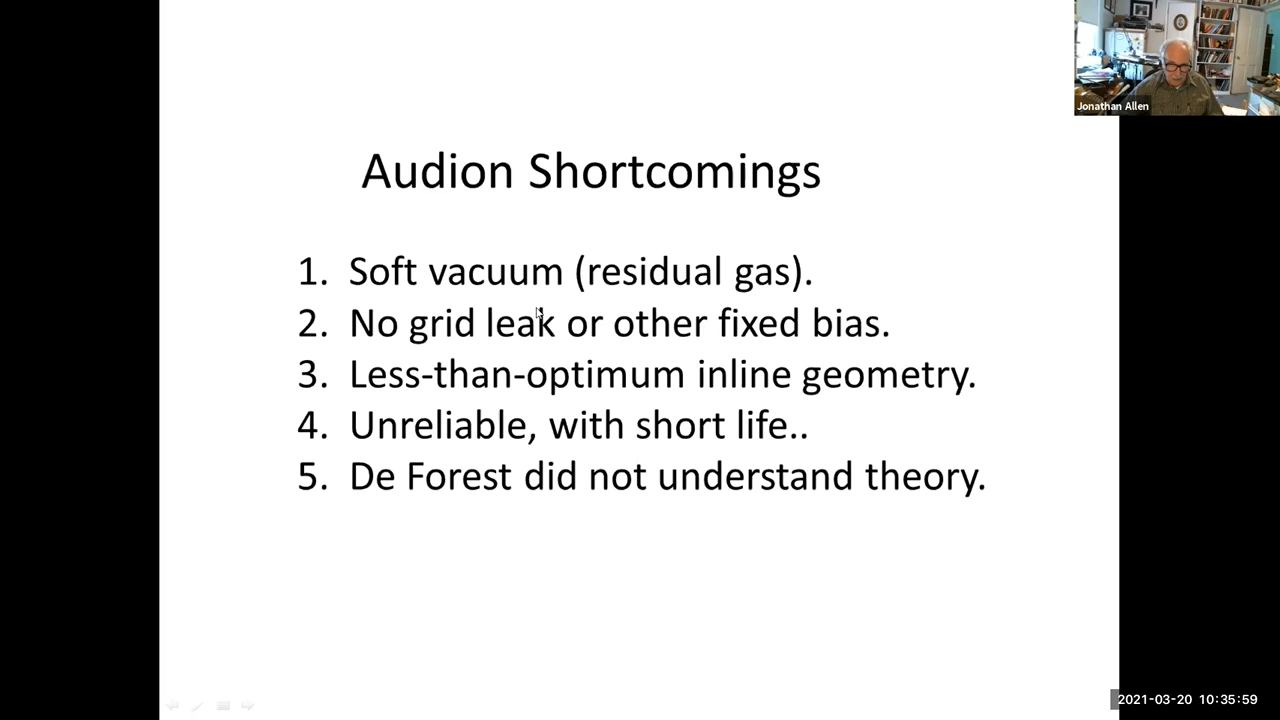 Jonathan Allen
Audion Shortcomings
1. Soft vacuum (residual gas).
2. No grid leak or other fixed bias.
3. Less-than-optimum inline geometry.
4. Unreliable, with short life..
5. De Forest did not understand theory.
2021-03-20 10:35:59